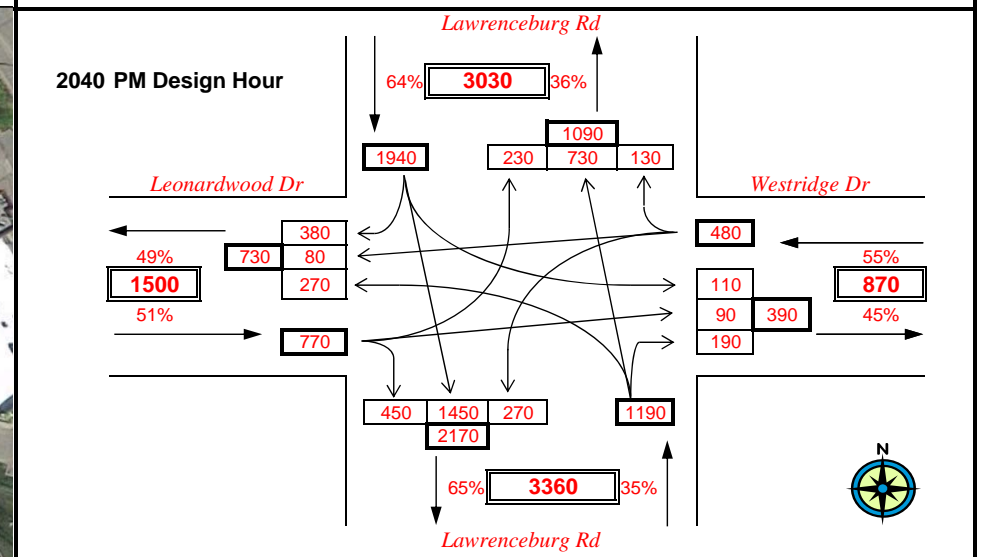 Lawrenceburg Rd
2040 PM Design Hour
64% 3030 36%
1090
1940 230 730 130
Leonardwood Dr Westridge Dr
380 480
49% 730 80 55%
1500 270 110 870
51% 90 390 45%
770 190
450 1450 270 1190
2170
65% 3360 35%
N
Lawrenceburg Rd